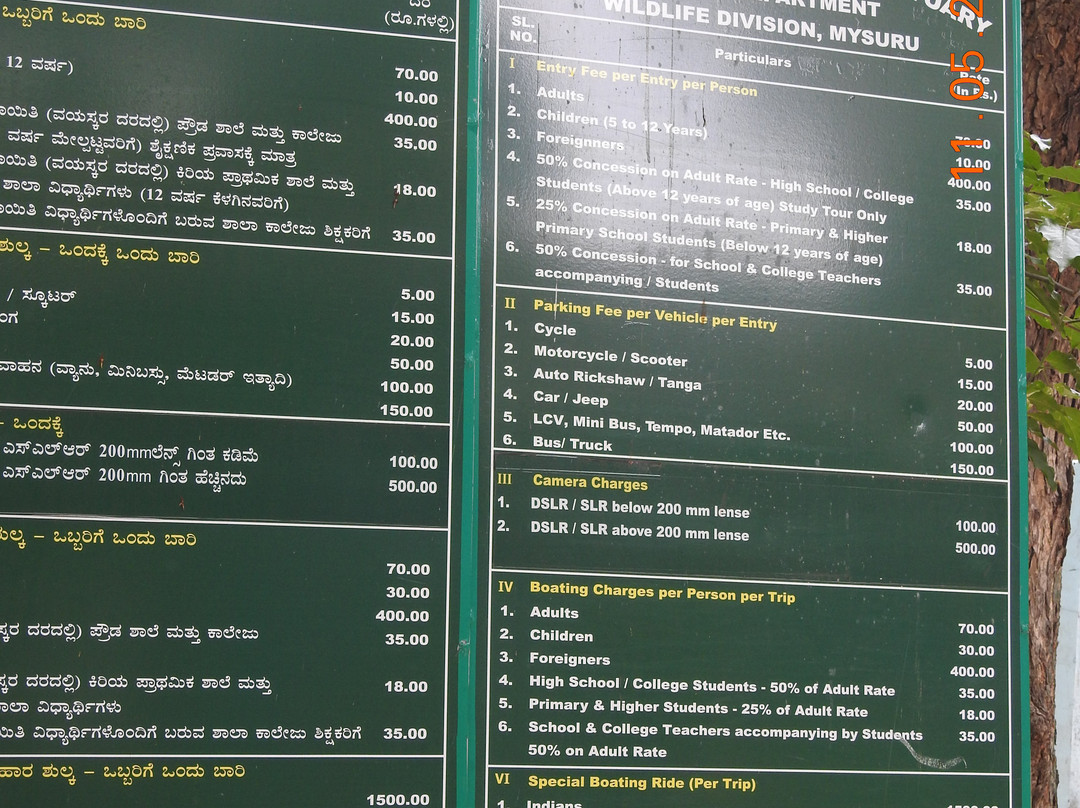 ಒಬ್ಬರಿಗೆ ಒಂದು ಬಾರಿ
(ರೂ.ಗಳಲ್ಲಿ)
12 ವರ್ಷ)
70.00
10.00
400.00
(ವಯಸ್ಕರ ದರದಲ್ಲಿ) ಪ್ರೌಢ ಶಾಲೆ ಮತ್ತು ಕಾಲೇಜು 35.00
ವರ್ಷ ಮೇಲ್ಪಟ್ಟವರಿಗೆ) ಶೈಕ್ಷಣಿಕ ಪ್ರವಾಸಕ್ಕೆ ಮಾತ್ರ
(ವಯಸ್ಕರ ದರದಲ್ಲಿ) ಕಿರಿಯ ಪ್ರಾಥಮಿಕ ಶಾಲೆ ಮತ್ತು 18.00
ಶಾಲಾ ವಿದ್ಯಾರ್ಥಿಗಳು (12 ವರ್ಷ ಕೆಳಗಿನವರಿಗೆ)
ವಿದ್ಯಾರ್ಥಿಗಳೊಂದಿಗೆ ಬರುವ ಶಾಲಾ ಕಾಲೇಜು ಶಿಕ್ಷಕರಿಗೆ 35.00
ಶುಲ್ಕ – ಒಂದಕ್ಕೆ ಒಂದು ಬಾರಿ
5.00
/ ಸ್ಕೂಟರ್ 15.00
20.00
50.00
(ವ್ಯಾನು, ಮಿನಿಬಸ್ಸು, ಮೆಟಡರ್ ಇತ್ಯಾದಿ) 100.00
150.00
– ಒಂದಕ್ಕೆ
ಎಸ್ಎಲ್ಆರ್ 200mmಲೆನ್ಸ್ ಗಿಂತ ಕಡಿಮೆ 100.00
ಎಸ್ಎಲ್ಆರ್ 200mm ಗಿಂತ ಹೆಚ್ಚಿನದು 500.00
– ಒಬ್ಬರಿಗೆ ಒಂದು ಬಾರಿ
70.00
30.00
400.00
ದರದಲ್ಲಿ) ಪ್ರೌಢ ಶಾಲೆ ಮತ್ತು ಕಾಲೇಜು 35.00
ದರದಲ್ಲಿ) ಕಿರಿಯ ಪ್ರಾಥಮಿಕ ಶಾಲೆ ಮತ್ತು 18.00
ವಿದ್ಯಾರ್ಥಿಗಳು
ವಿದ್ಯಾರ್ಥಿಗಳೊಂದಿಗೆ ಬರುವ ಶಾಲಾ ಕಾಲೇಜು ಶಿಕ್ಷಕರಿಗೆ 35.00
ಶುಲ್ಕ – ಒಬ್ಬರಿಗೆ ಒಂದು ಬಾರಿ
1500.00
WILDLIFE DIVISION, MYSURU
SL. NO. Particulars Rate (In Rs.)
I Entry Fee per Entry per Person
1. Adults 70.00
2. Children (5 to 12 Years) 10.00
3. Foreignners 400.00
4. 50% Concession on Adult Rate - High School / College 35.00
Students (Above 12 years of age) Study Tour Only
5. 25% Concession on Adult Rate - Primary & Higher 18.00
Primary School Students (Below 12 years of age)
6. 50% Concession - for School & College Teachers 35.00
accompanying / Students
II Parking Fee per Vehicle per Entry
1. Cycle 5.00
2. Motorcycle / Scooter 15.00
3. Auto Rickshaw / Tanga 20.00
4. Car / Jeep 50.00
5. LCV, Mini Bus, Tempo, Matador Etc. 100.00
6. Bus/ Truck 150.00
III Camera Charges
1. DSLR / SLR below 200 mm lense 100.00
2. DSLR / SLR above 200 mm lense 500.00
IV Boating Charges per Person per Trip
1. Adults 70.00
2. Children 30.00
3. Foreigners 400.00
4. High School / College Students - 50% of Adult Rate 35.00
5. Primary & Higher Students - 25% of Adult Rate 18.00
6. School & College Teachers accompanying by Students 35.00
50% on Adult Rate
VI Special Boating Ride (Per Trip)
1. Indians
11 . 05 . 2